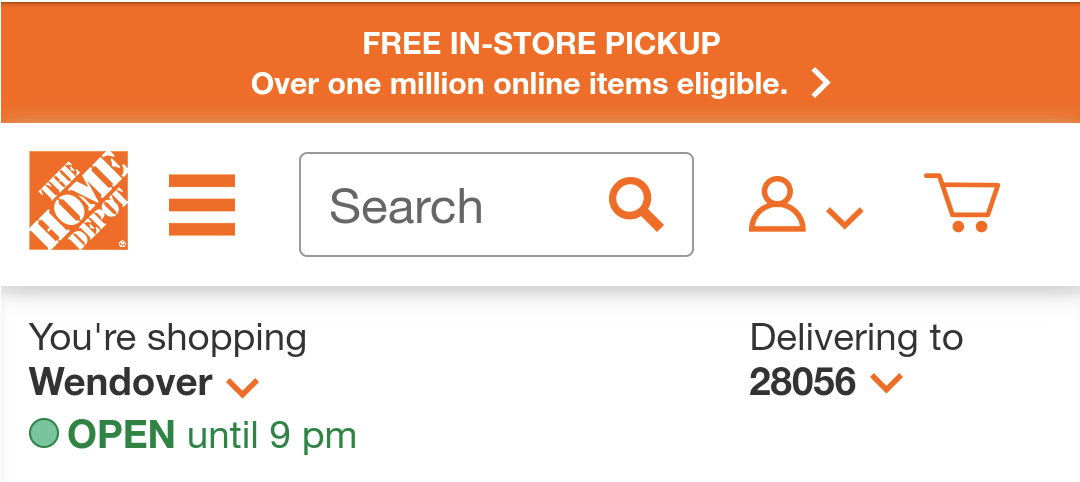 FREE IN-STORE PICKUP
Over one million online items eligible.
THE
HOME
DEPOT
®
Search
You're shopping
Delivering to
Wendover
28056
OPEN until 9 pm